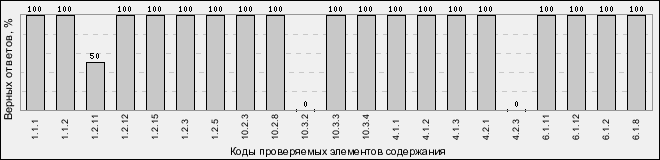 100 100 50 100 100 100 100 100 100 0 100 100 100 100 100 100 0 100 100 100 100
Верных ответов, %
1.1.1 1.1.2 1.2.11 1.2.12 1.2.15 1.2.3 1.2.5 10.2.3 10.2.8 10.3.2 10.3.3 10.3.4 4.1.1 4.1.2 4.1.3 4.2.1 4.2.3 6.1.11 6.1.12 6.1.2 6.1.8
Коды проверяемых элементов содержания